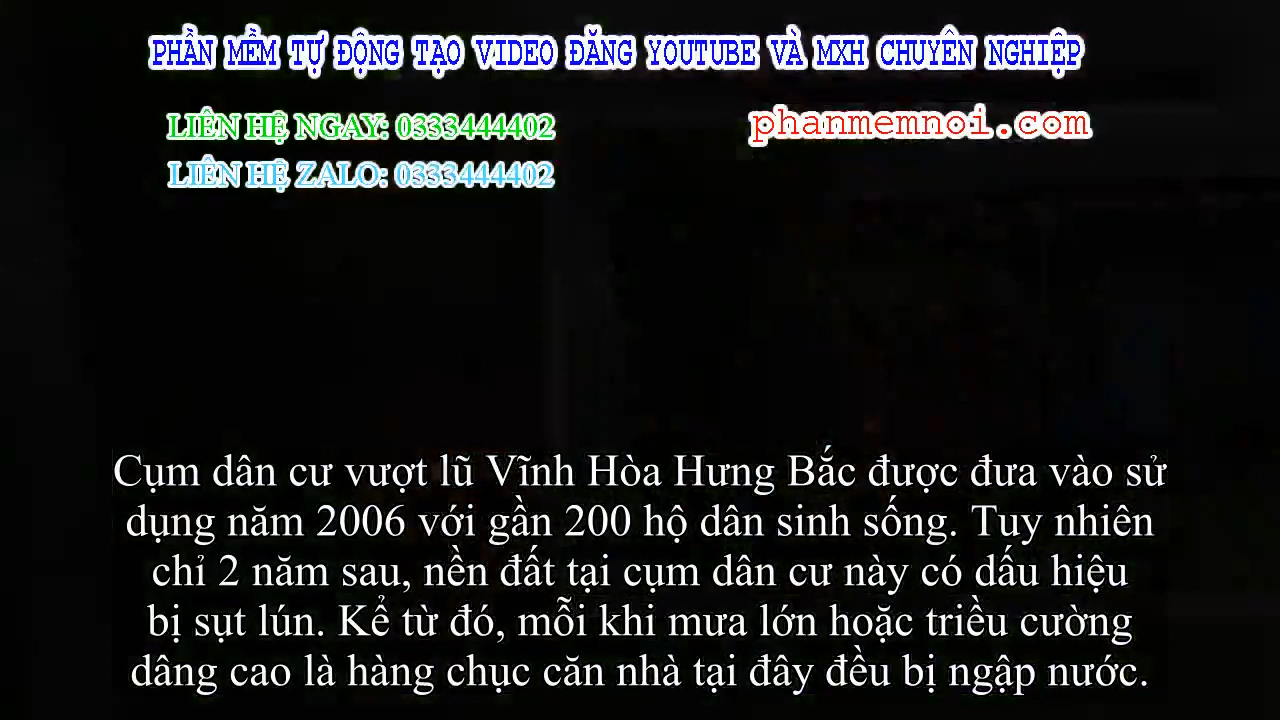 PHẦN MỀM TỰ ĐỘNG TẠO VIDEO ĐĂNG YOUTUBE VÀ MXH CHUYÊN NGHIỆP
LIÊN HỆ NGAY: 0333444402
phanmemnoi.com
LIÊN HỆ ZALO: 0333444402
Cụm dân cư vượt lũ Vĩnh Hòa Hưng Bắc được đưa vào sử
dụng năm 2006 với gần 200 hộ dân sinh sống. Tuy nhiên
chỉ 2 năm sau, nền đất tại cụm dân cư này có dấu hiệu
bị sụt lún. Kể từ đó, mỗi khi mưa lớn hoặc triều cường
dâng cao là hàng chục căn nhà tại đây đều bị ngập nước.